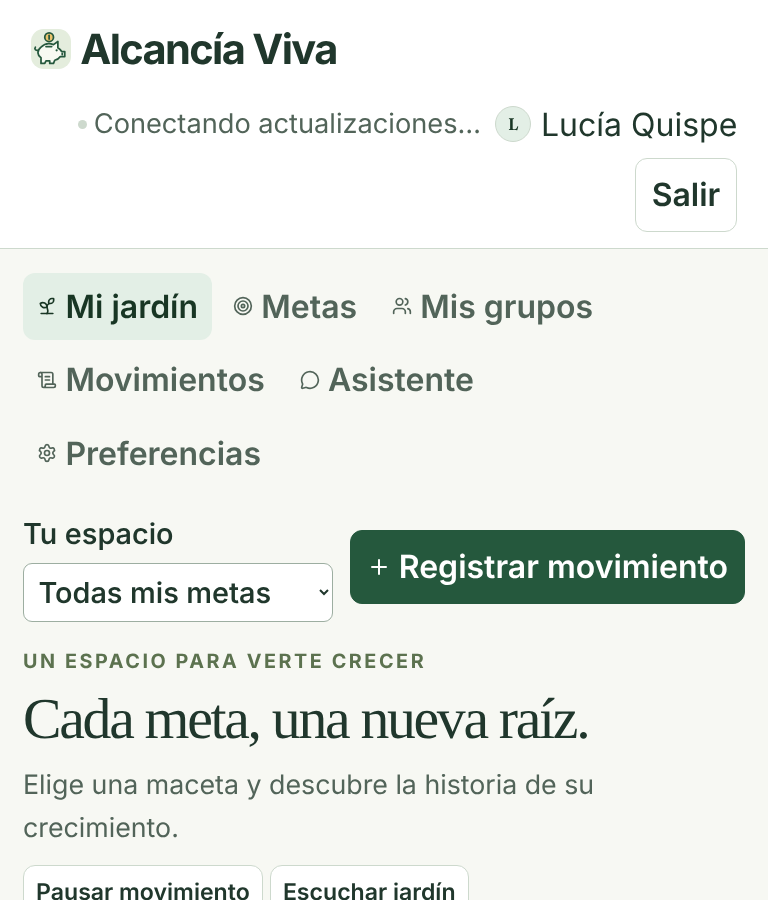 Alcancía Viva
Conectando actualizaciones... L Lucía Quispe
Salir
Mi jardín Metas Mis grupos
Movimientos Asistente
Preferencias
Tu espacio
Todas mis metas
+ Registrar movimiento
UN ESPACIO PARA VERTE CRECER
Cada meta, una nueva raíz.
Elige una maceta y descubre la historia de su
crecimiento.
Pausar movimiento Escuchar jardín